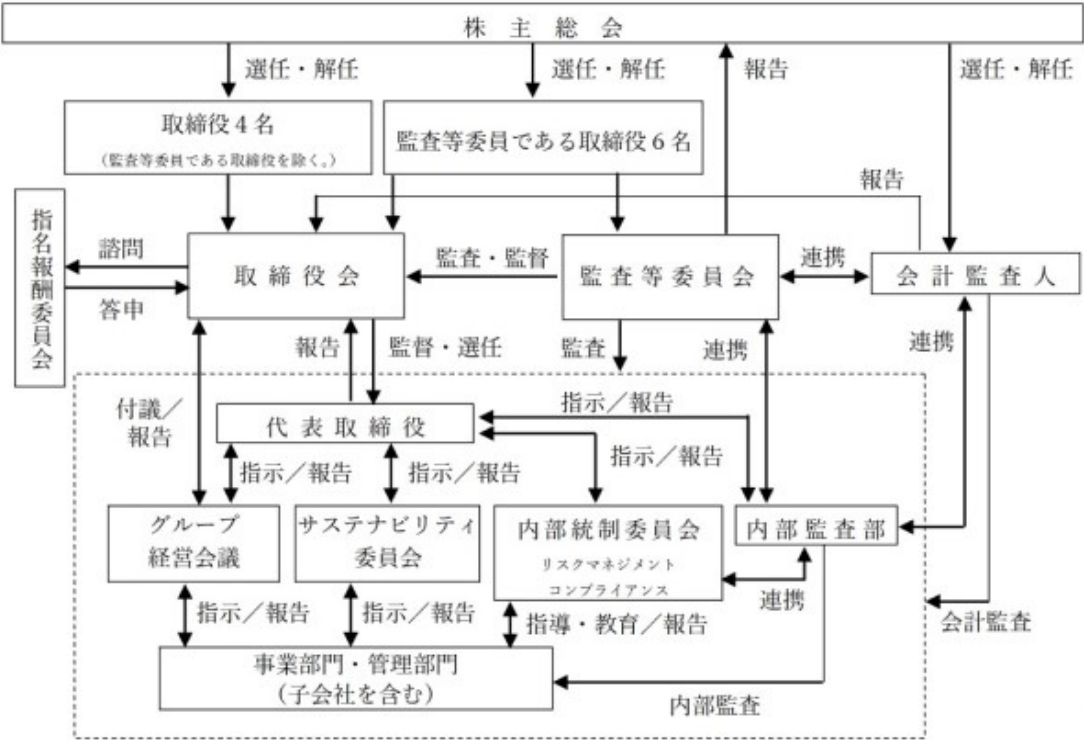 株主総会
選任・解任
選任・解任
報告
選任・解任
取締役4名
（監査等委員である取締役を除く。）
監査等委員である取締役6名
報告
指名報酬委員会
諮問
答申
取締役会
監査・監督
監査等委員会
連携
会計監査人
報告
監督・選任
監査
連携
連携
付議／
報告
代表取締役
指示／報告
指示／報告
指示／報告
指示／報告
グループ
経営会議
サステナビリティ
委員会
内部統制委員会
リスクマネジメント
コンプライアンス
内部監査部
連携
指示／報告
指示／報告
指導・教育／報告
会計監査
事業部門・管理部門
（子会社を含む）
内部監査